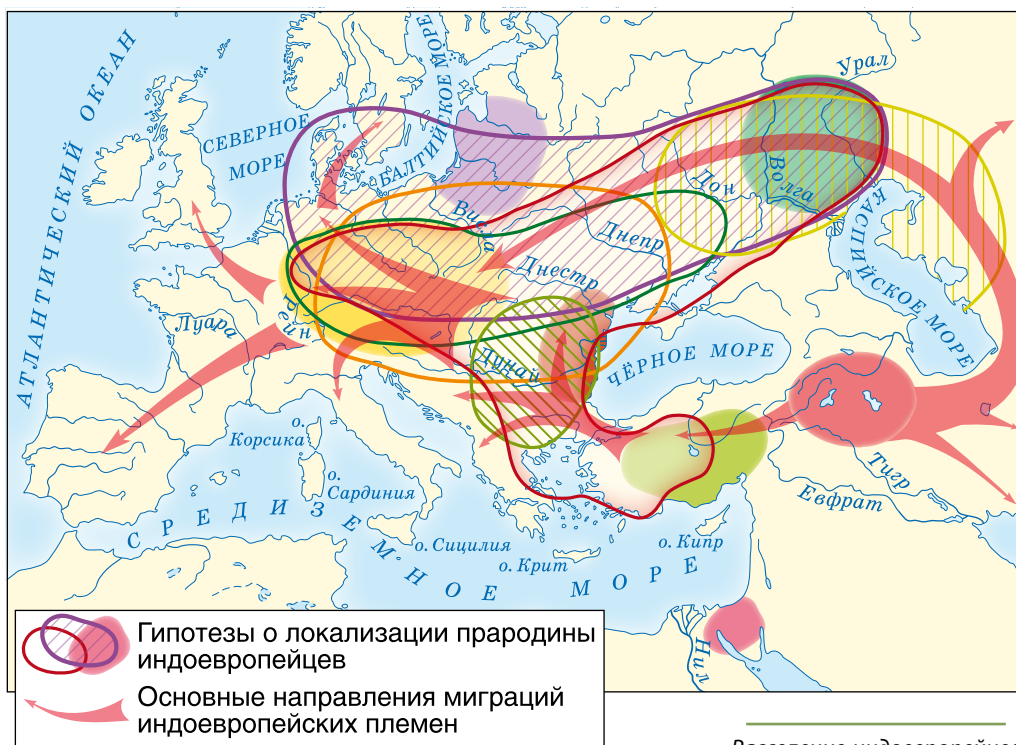 АТЛАНТИЧЕСКИЙ ОКЕАН
СЕВЕРНОЕ
МОРЕ
БАЛТИЙСКОЕ МОРЕ
Урал
Волга
Дон
Висла
Днепр
Днестр
КАСПИЙСКОЕ МОРЕ
Рейн
Луара
Дунай
ЧЁРНОЕ МОРЕ
о.
Корсика
о.
Сардиния
Тигр
Евфрат
СРЕДИЗЕМНОЕ МОРЕ
о. Сицилия
о. Крит
о. Кипр
Нил
Гипотезы о локализации прародины
индоевропейцев
Основные направления миграций
индоевропейских племен